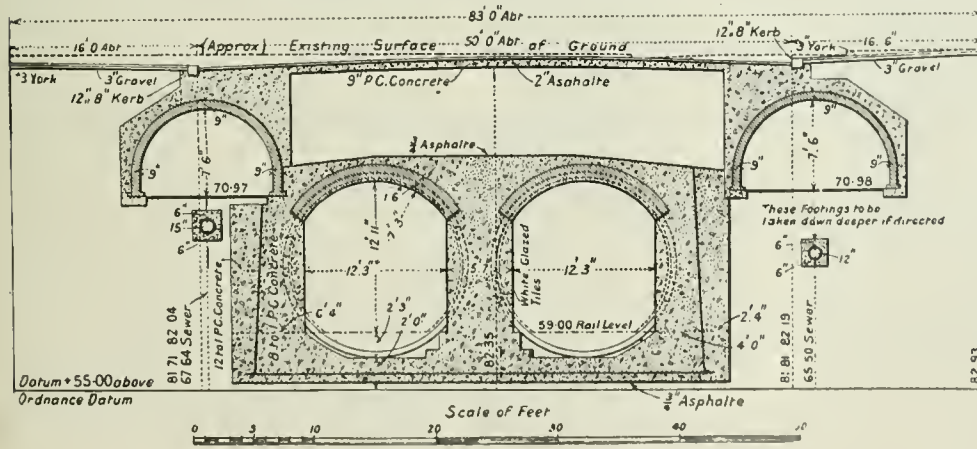 83' 0" Abt
16' 0 Abt
(Approx) Existing Surface 50' 0" Abt of Ground
12" 8" Kerb
3" York
16. 6"
3 York
3" Gravel
9" P.C. Concrete
2" Asphalte
3" Gravel
12" 8" Kerb
9"
9"
9"
7' 6"
70·97
¾ Asphalte
9"
9"
9"
7' 6"
70·98
These Footings to be
taken down deeper if directed
6"
15"
6"
1 6
7' 3"
12' 11"
12' 3"
12' 3"
White Glazed
Tiles
6' 4"
2' 3"
2' 0"
59·00 Rail Level
2' 4"
4' 0"
6"
6"
12"
81 71 82 04
67 64 Sewer
12 to 1 P.C. Concrete
8 to 1 P.C. Concrete
82·35
81·81 82·19
65·50 Sewar
82·93
Datum + 55·00 above
Ordnance Datum
¾" Asphalte
Scale of Feet
10
20
30
40